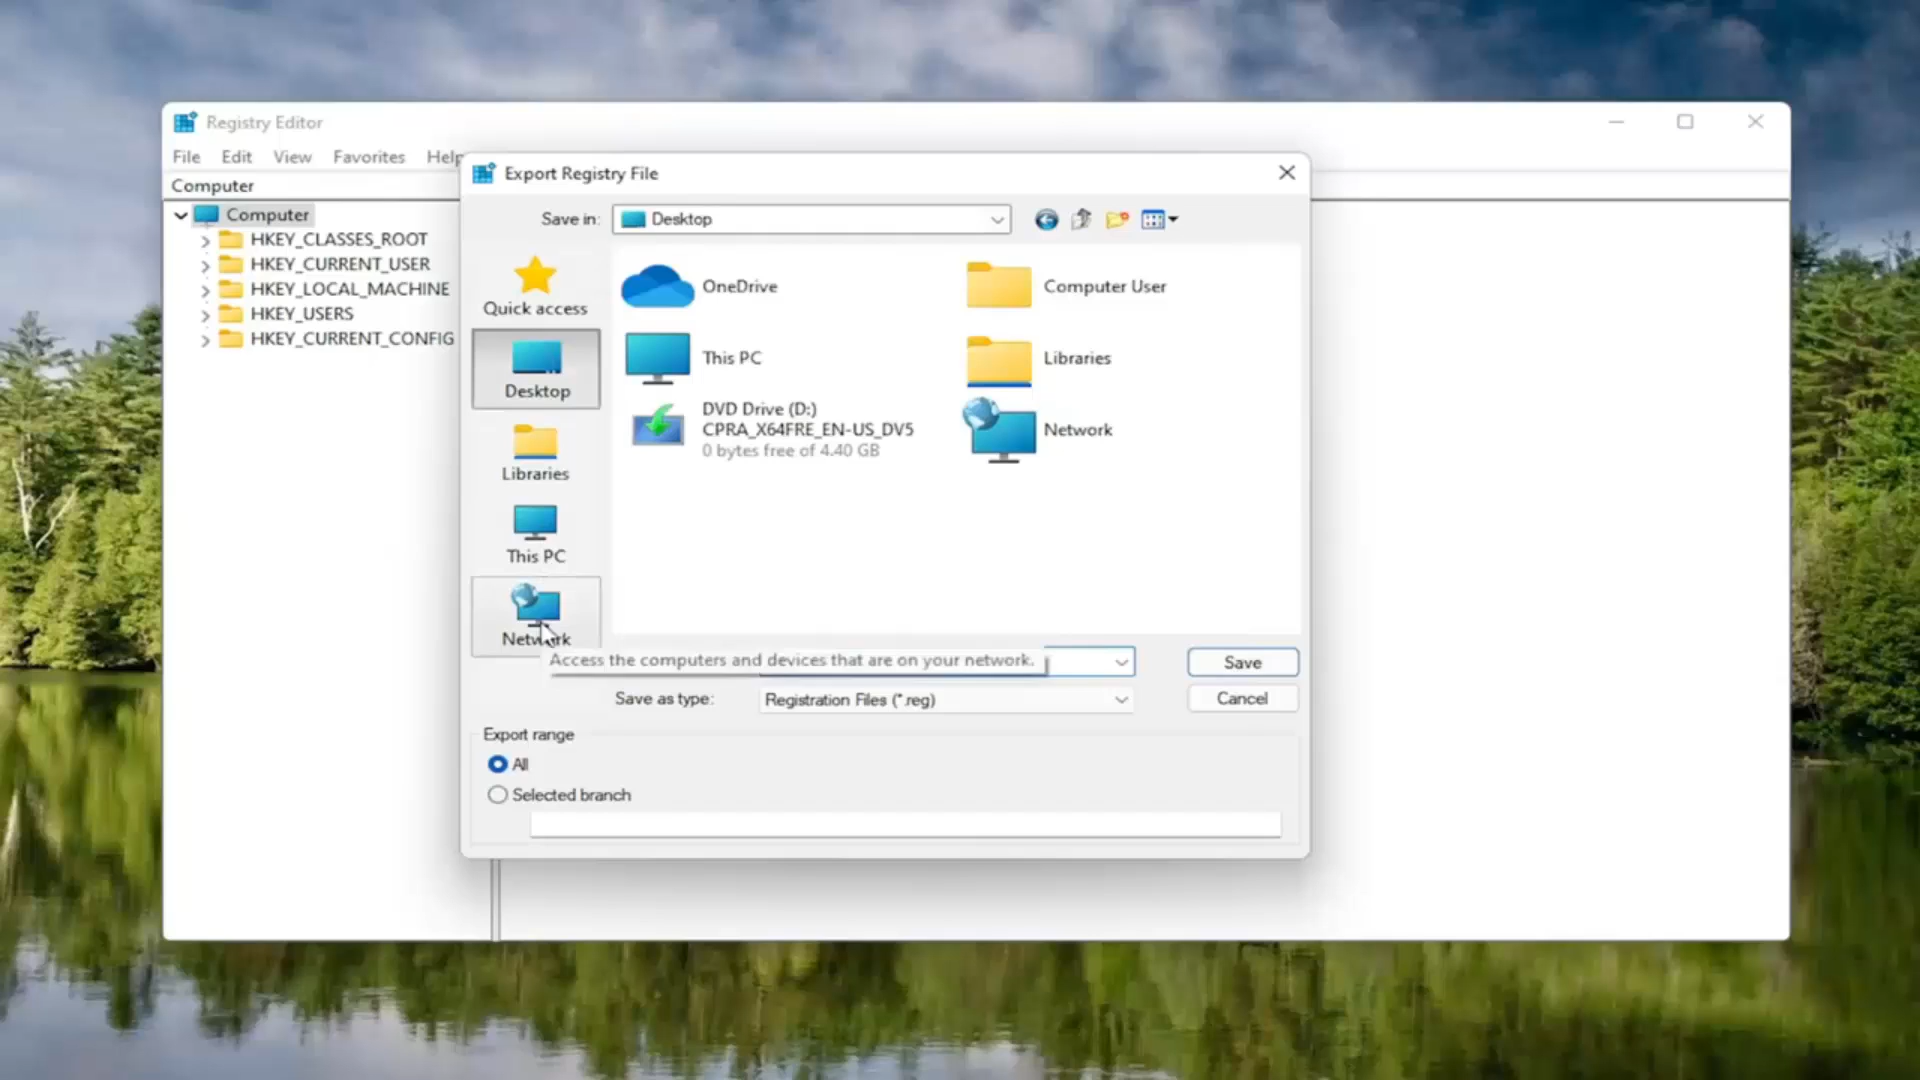 Registry Editor
File Edit View Favorites Help
Computer
Computer
HKEY_CLASSES_ROOT
HKEY_CURRENT_USER
HKEY_LOCAL_MACHINE
HKEY_USERS
HKEY_CURRENT_CONFIG
Export Registry File
Save in: Desktop
Quick access
Desktop
Libraries
This PC
Network
OneDrive
Computer User
This PC
Libraries
DVD Drive (D:)
CPRA_X64FRE_EN-US_DV5
0 bytes free of 4.40 GB
Network
Access the computers and devices that are on your network.
Save
Save as type: Registration Files (*.reg)
Cancel
Export range
All
Selected branch